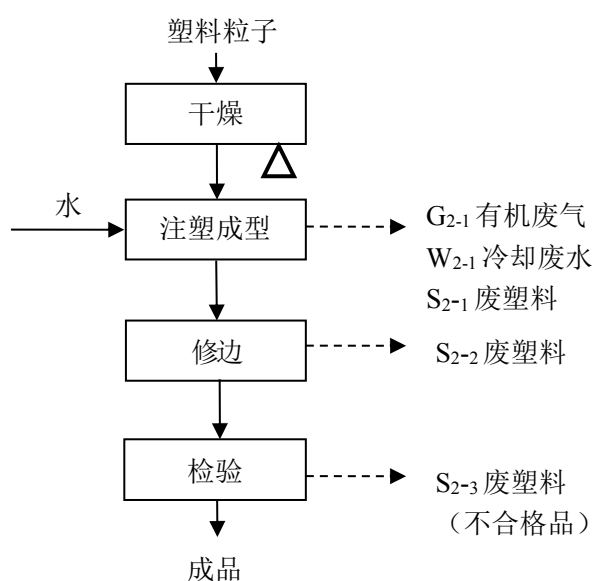 塑料粒子
干燥
水
注塑成型
G2-1 有机废气
W2-1 冷却废水
S2-1 废塑料
修边
S2-2 废塑料
检验
S2-3 废塑料
（不合格品）
成品